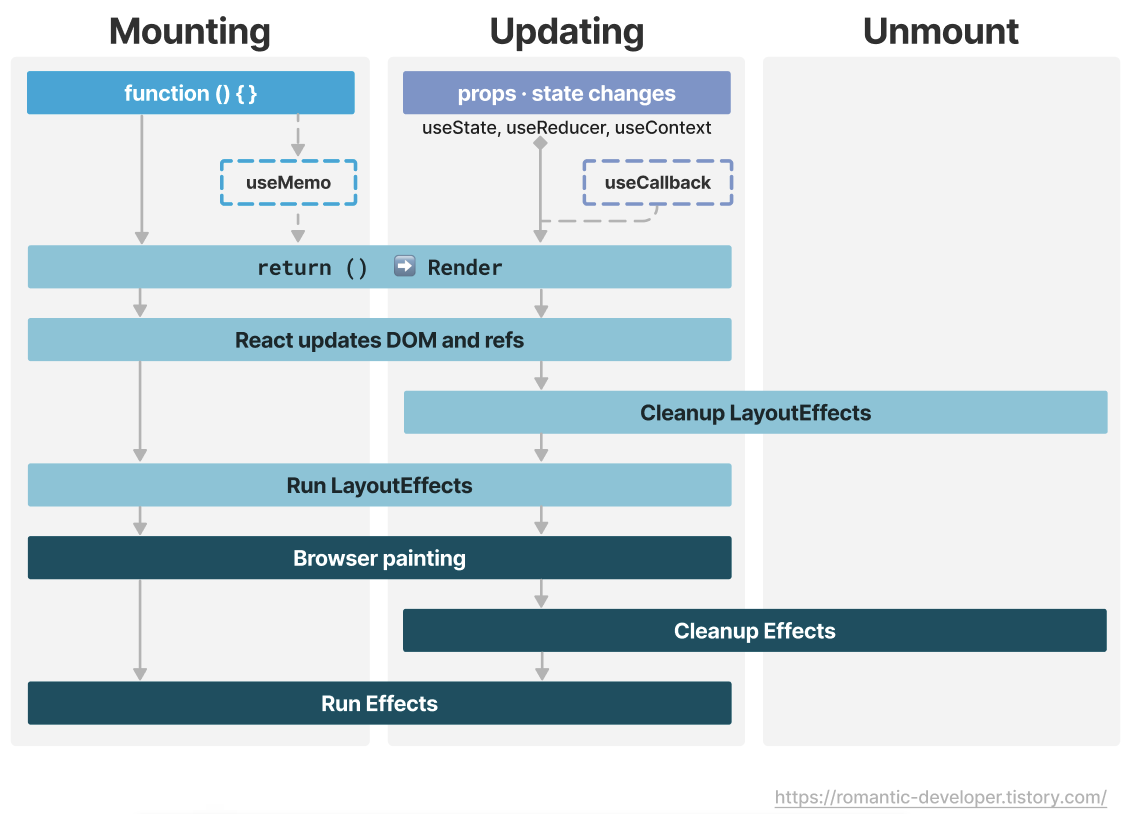 Mounting
Updating
Unmount
function () { }
props · state changes
useState, useReducer, useContext
useMemo
useCallback
return () ➡️ Render
React updates DOM and refs
Cleanup LayoutEffects
Run LayoutEffects
Browser painting
Cleanup Effects
Run Effects
https://romantic-developer.tistory.com/